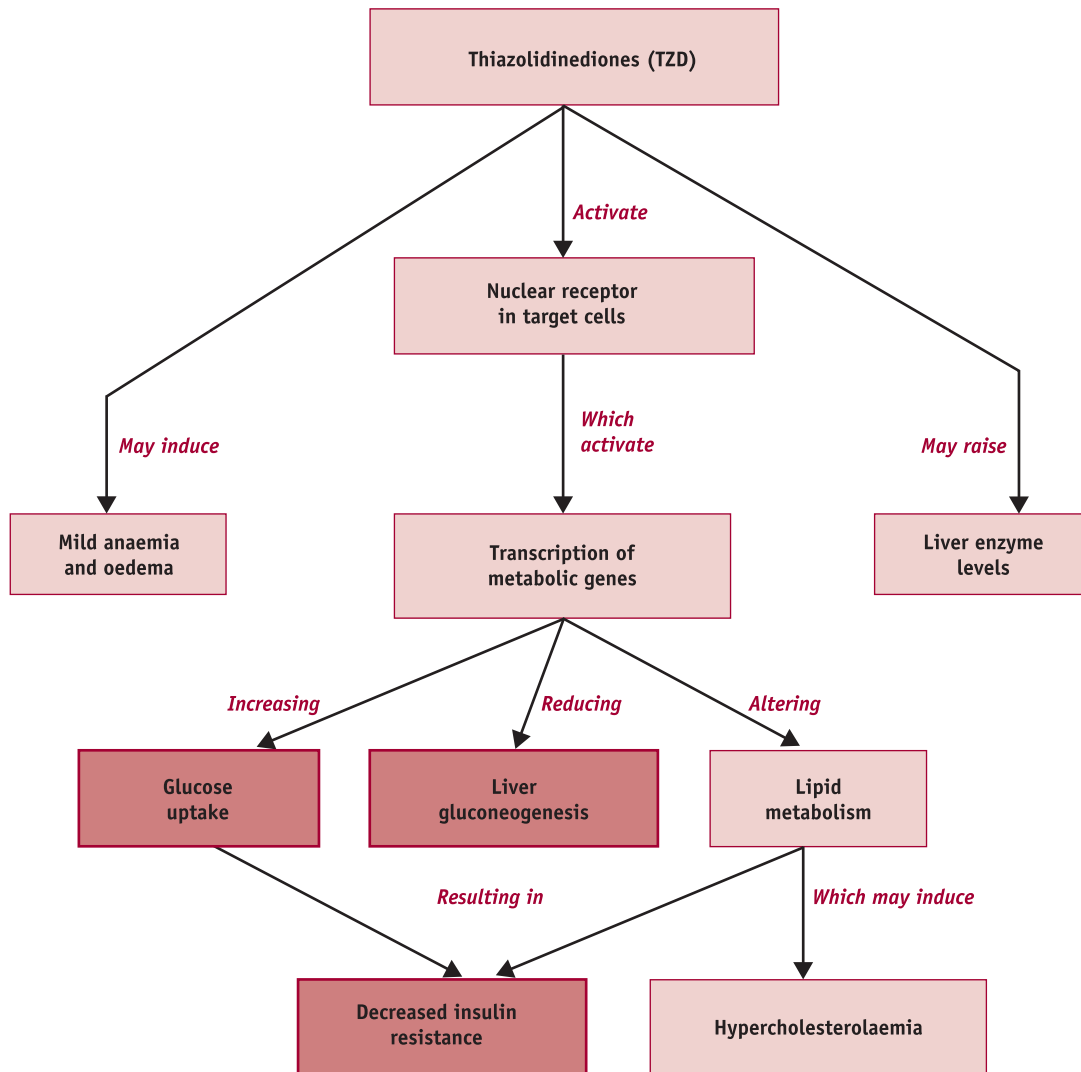 Thiazolidinediones (TZD)
Activate
Nuclear receptor
in target cells
May induce
Which
activate
May raise
Mild anaemia
and oedema
Transcription of
metabolic genes
Liver enzyme
levels
Increasing
Reducing
Altering
Glucose
uptake
Liver
gluconeogenesis
Lipid
metabolism
Resulting in
Which may induce
Decreased insulin
resistance
Hypercholesterolaemia